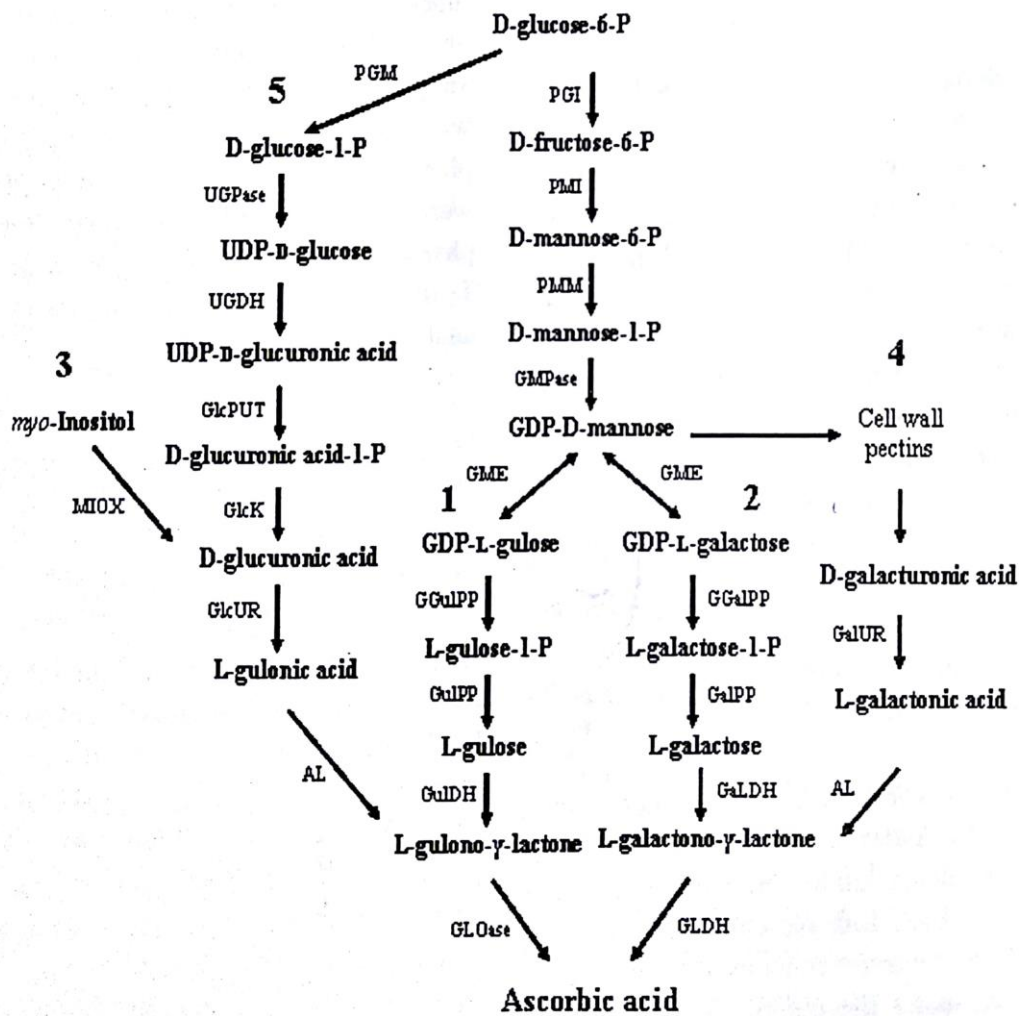 D-glucose-6-P
PGM
5
PGI
D-glucose-1-P
D-fructose-6-P
UGPase
PMI
UDP-D-glucose
D-mannose-6-P
UGDH
PMM
UDP-D-glucuronic acid
D-mannose-1-P
3
4
GlcPUT
GMPase
myo-Inositol
GDP-D-mannose
Cell wall
pectins
D-glucuronic acid-1-P
MIOX
GlcK
1
GME
GME
2
D-glucuronic acid
GDP-L-gulose
GDP-L-galactose
D-galacturonic acid
GlcUR
GGulPP
GGalPP
GalUR
L-gulonic acid
L-gulose-1-P
L-galactose-1-P
L-galactonic acid
GulPP
GalPP
L-gulose
L-galactose
AL
GulDH
GaLDH
AL
L-gulono-γ-lactone
L-galactono-γ-lactone
GLOase
GLDH
Ascorbic acid